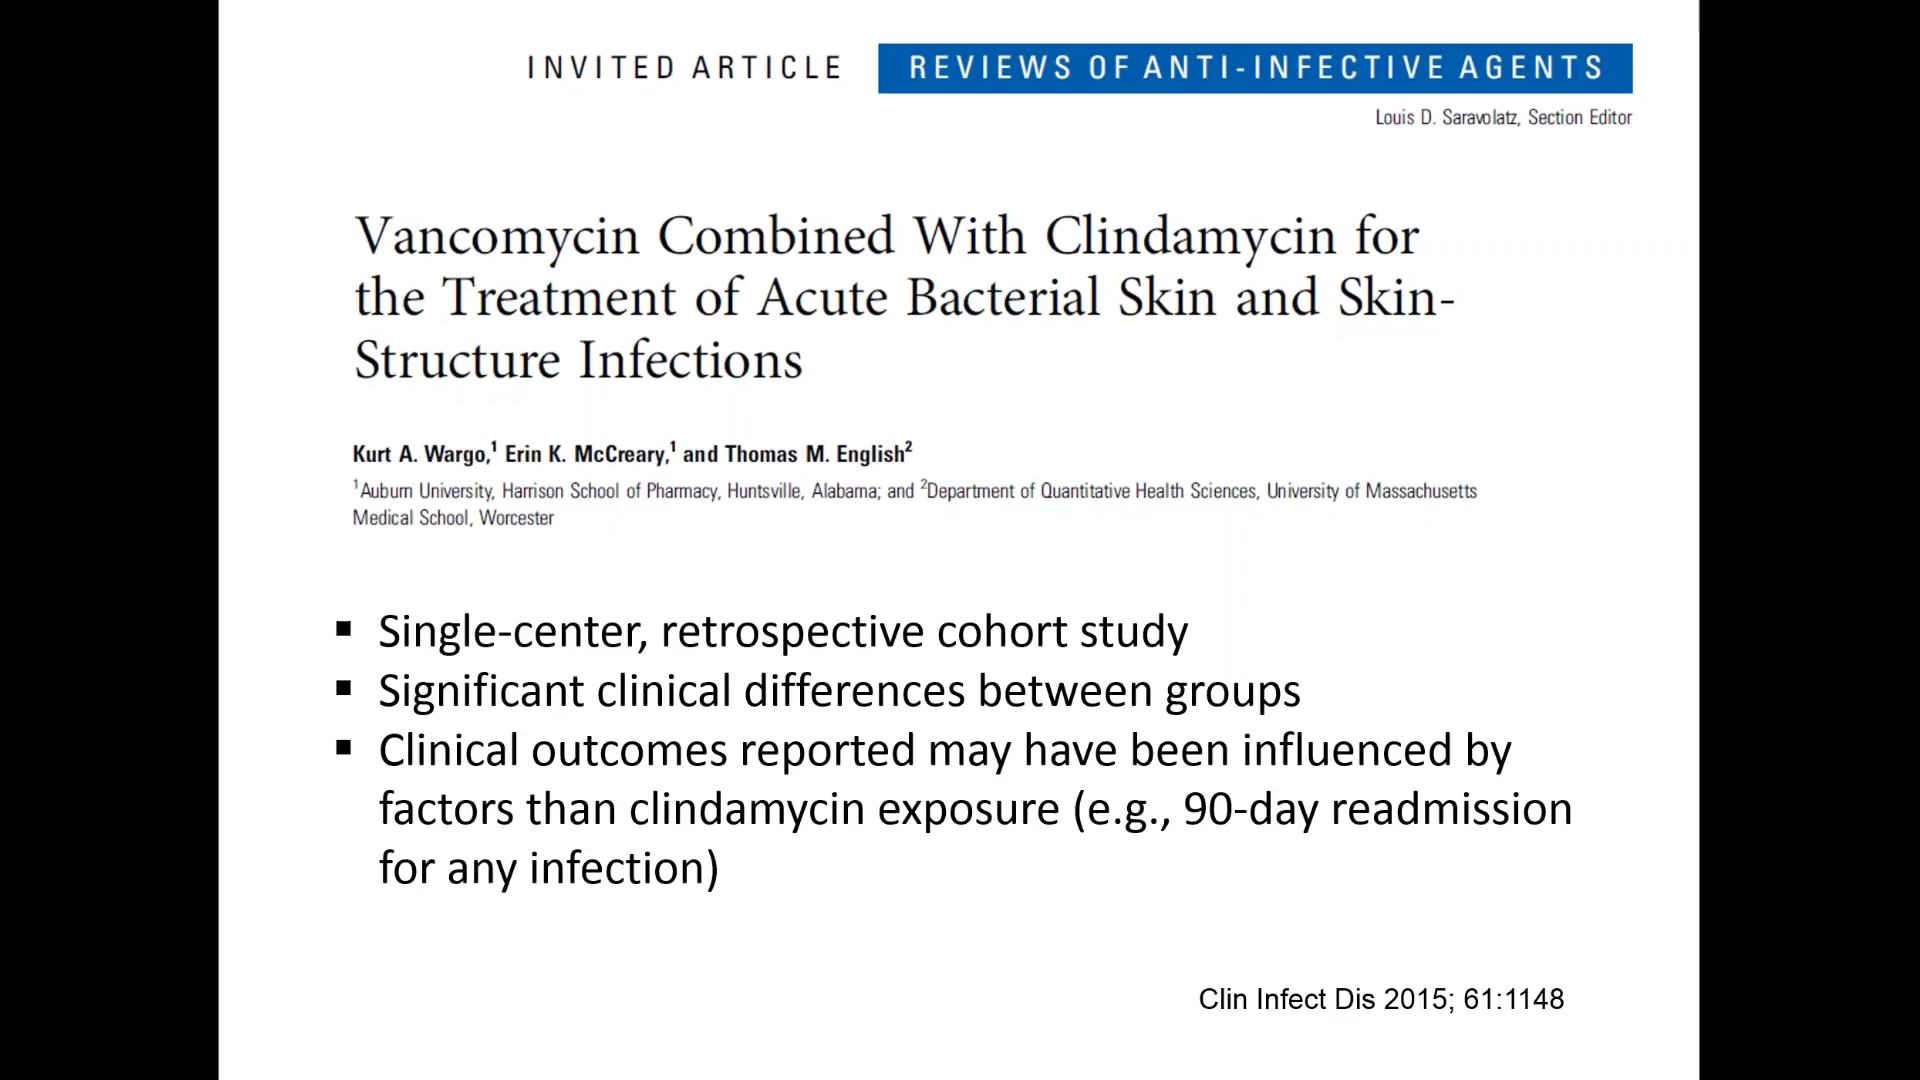 INVITED ARTICLE REVIEWS OF ANTI-INFECTIVE AGENTS
Louis D. Saravolatz, Section Editor
Vancomycin Combined With Clindamycin for
the Treatment of Acute Bacterial Skin and Skin-
Structure Infections
Kurt A. Wargo,1 Erin K. McCreary,1 and Thomas M. English2
1Auburn University, Harrison School of Pharmacy, Huntsville, Alabama; and 2Department of Quantitative Health Sciences, University of Massachusetts
Medical School, Worcester
▪ Single-center, retrospective cohort study
▪ Significant clinical differences between groups
▪ Clinical outcomes reported may have been influenced by
factors than clindamycin exposure (e.g., 90-day readmission
for any infection)
Clin Infect Dis 2015; 61:1148